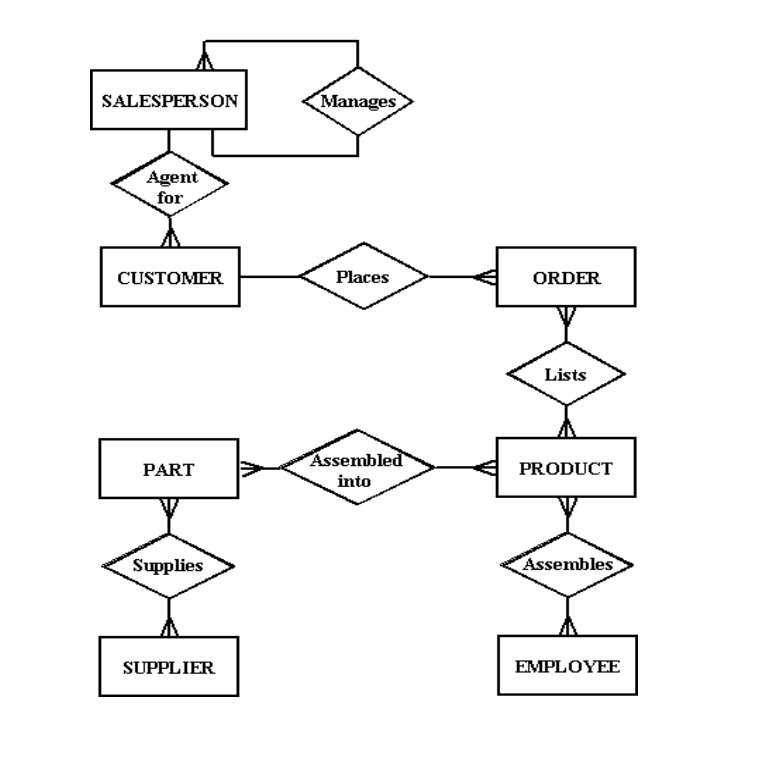 SALESPERSON
Manages
Agent
for
CUSTOMER
Places
ORDER
Lists
PART
Assembled
into
PRODUCT
Supplies
Assembles
SUPPLIER
EMPLOYEE